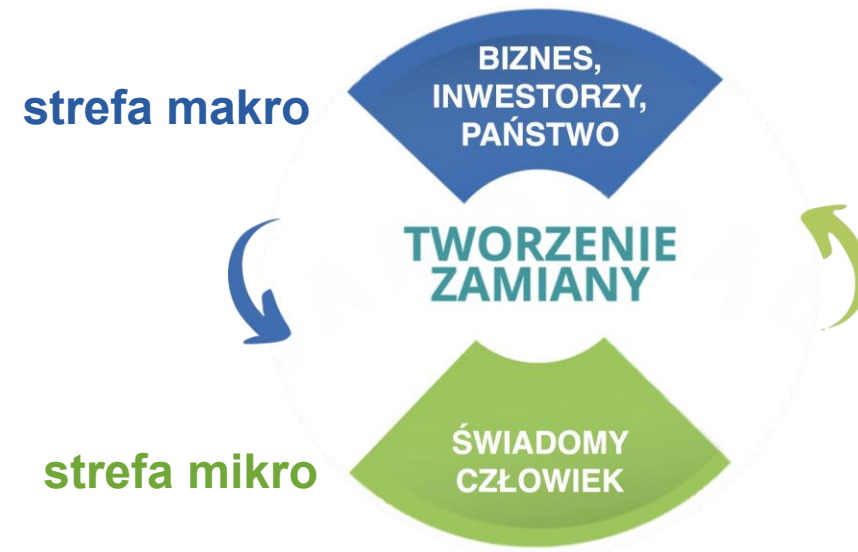 BIZNES,
INWESTORZY,
PAŃSTWO
strefa makro
TWORZENIE
ZAMIANY
ŚWIADOMY
CZŁOWIEK
strefa mikro